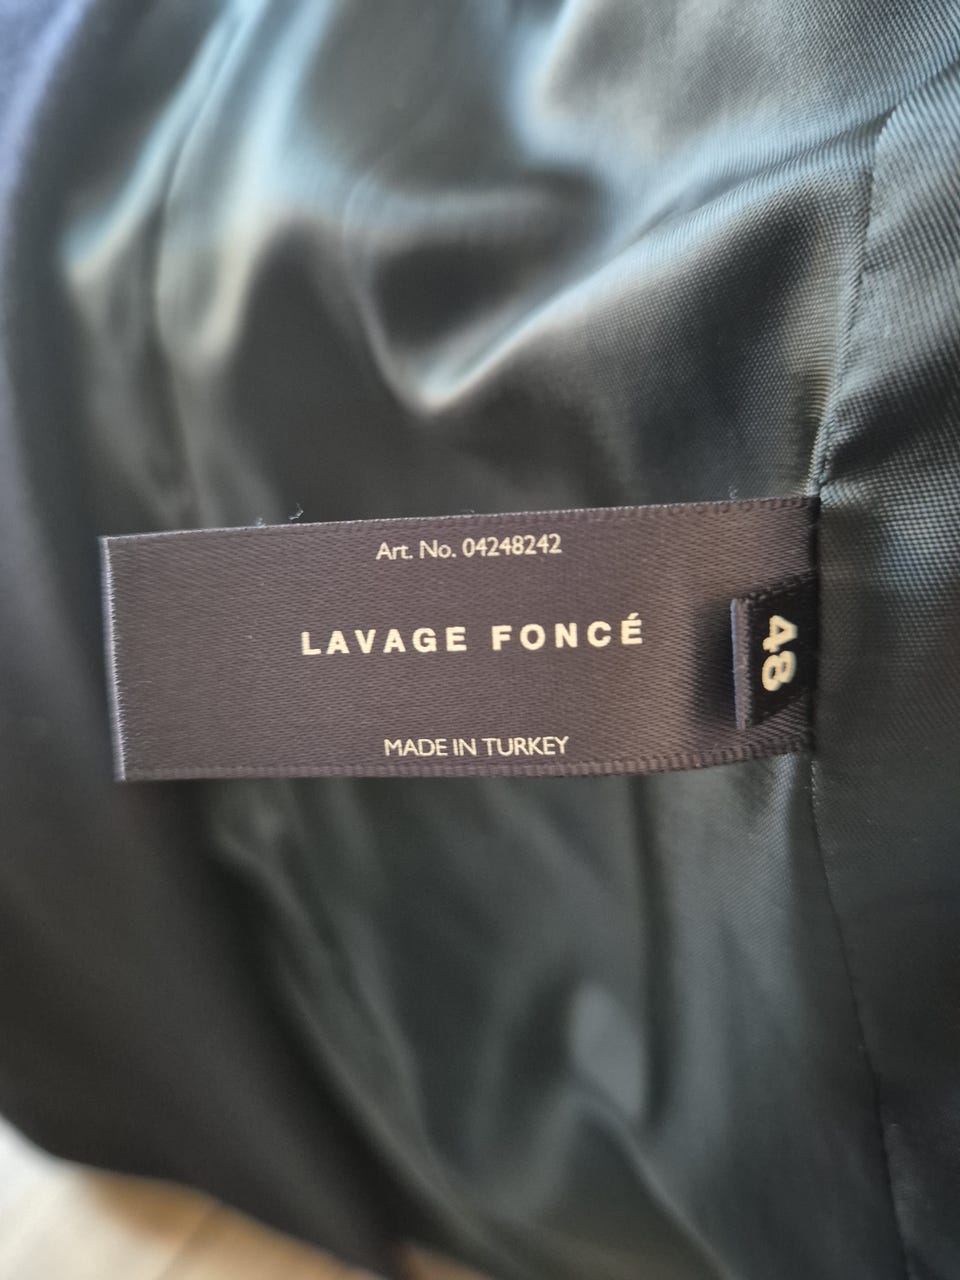 Art. No. 04248242
LAVAGE FONCÉ
48
MADE IN TURKEY